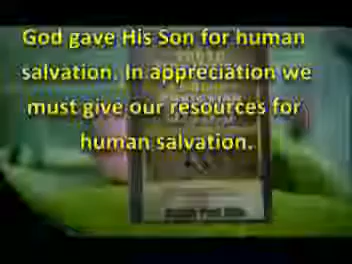 God gave His Son for human
salvation. In appreciation we
must give our resources for
human salvation.